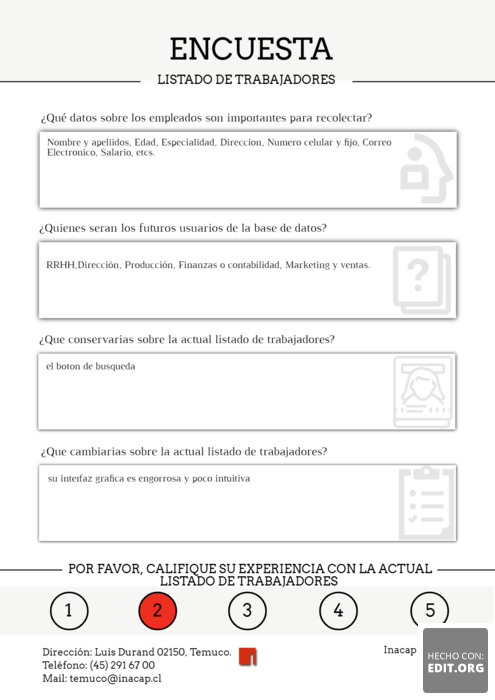 ENCUESTA
LISTADO DE TRABAJADORES
¿Qué datos sobre los empleados son importantes para recolectar?
Nombre y apeliidos, Edad, Especialidad, Direccion, Numero celular y fijo, Correo
Electronico, Salario, etcs.
¿Quienes seran los futuros usuarios de la base de datos?
RRHH,Dirección, Producción, Finanzas o contabilidad, Marketing y ventas.
¿Que conservarias sobre la actual listado de trabajadores?
el boton de busqueda
¿Que cambiarias sobre la actual listado de trabajadores?
su interfaz grafica es engorrosa y poco intuitiva
POR FAVOR, CALIFIQUE SU EXPERIENCIA CON LA ACTUAL
LISTADO DE TRABAJADORES
1 2 3 4 5
Dirección: Luis Durand 02150, Temuco.
Teléfono: (45) 291 67 00
Mail: temuco@inacap.cl
Inacap
HECHO CON:
EDIT.ORG